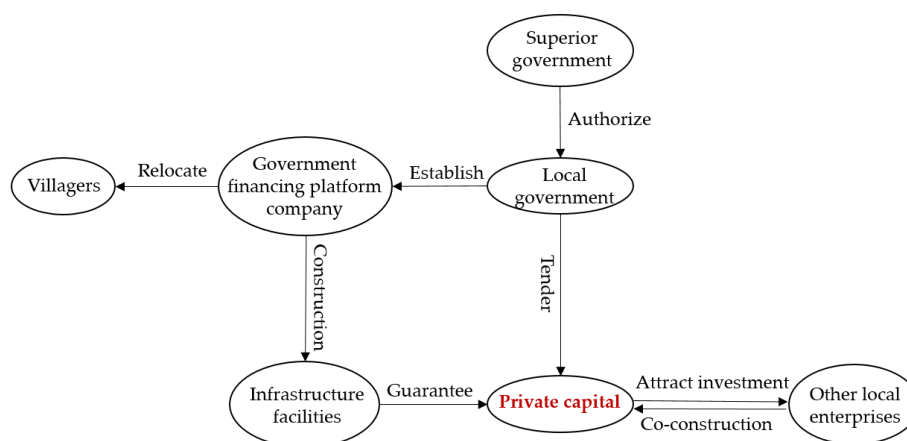 Superior
government
Authorize
Relocate
Villagers
Government
financing platform
company
Establish
Local
government
Construction
Tender
Infrastructure
facilities
Guarantee
Private capital
Attract investment
Co-construction
Other local
enterprises